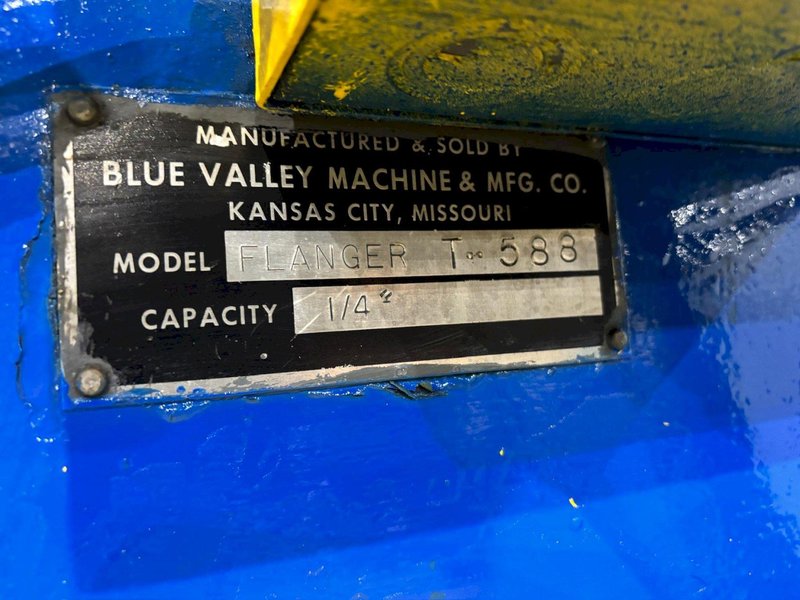 MANUFACTURED & SOLD BY
BLUE VALLEY MACHINE & MFG. CO.
KANSAS CITY, MISSOURI
MODEL FLANGER T-588
CAPACITY 1/4"